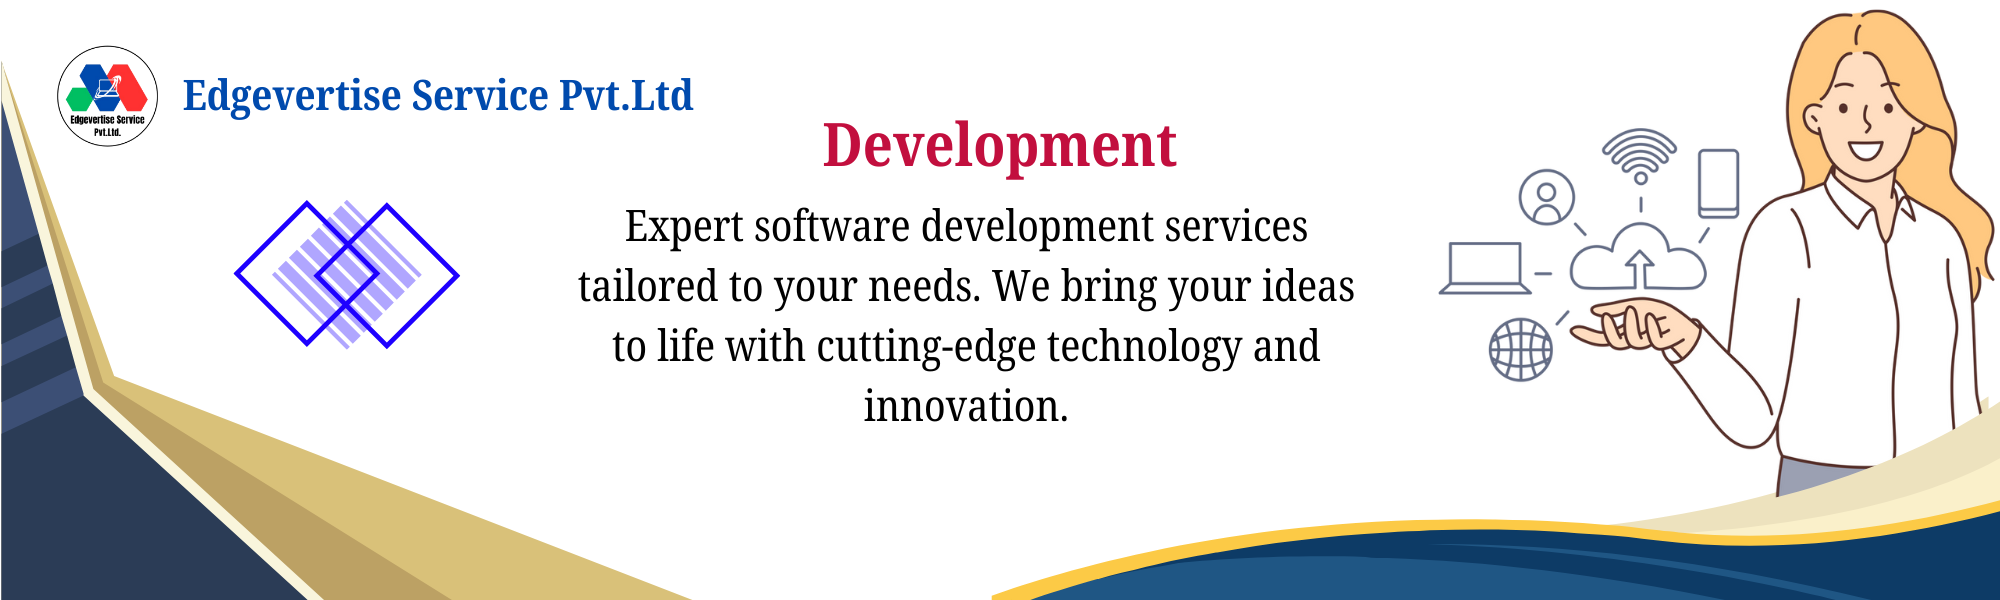 Edgevertise Service
Pvt.Ltd.
Edgevertise Service Pvt.Ltd
Development
Expert software development services
tailored to your needs. We bring your ideas
to life with cutting-edge technology and
innovation.